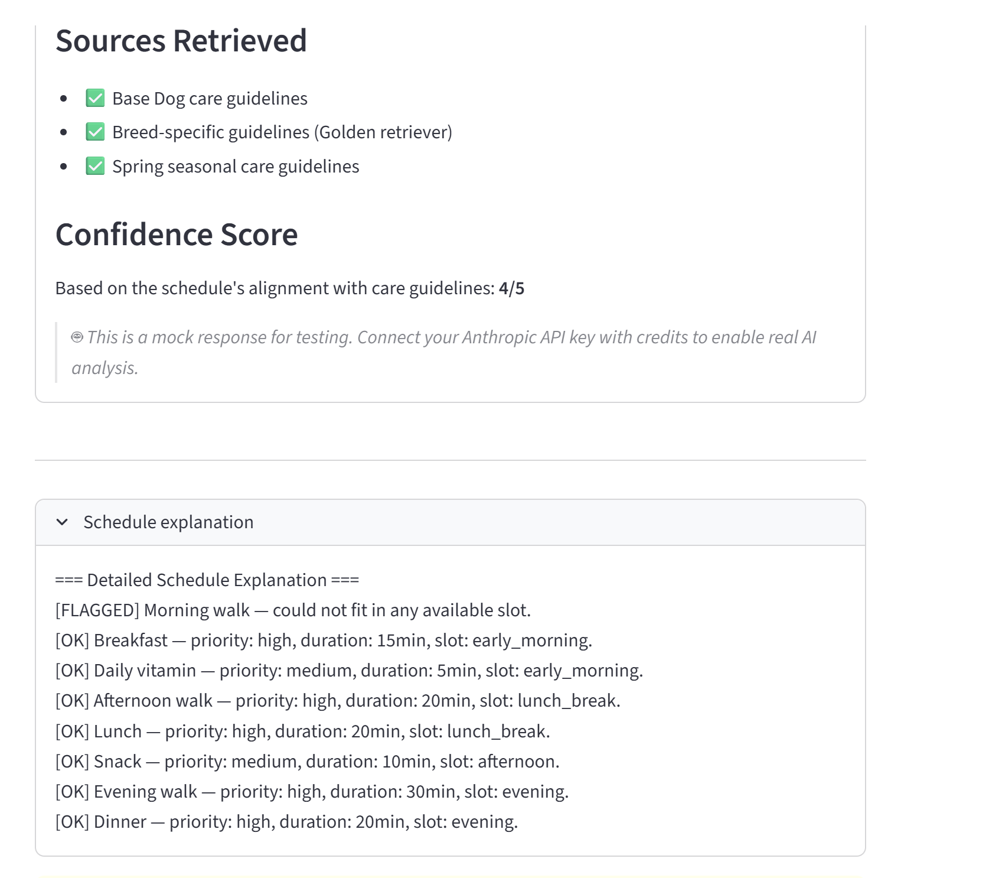 Sources Retrieved
• ✅ Base Dog care guidelines
• ✅ Breed-specific guidelines (Golden retriever)
• ✅ Spring seasonal care guidelines
Confidence Score
Based on the schedule's alignment with care guidelines: 4/5
This is a mock response for testing. Connect your Anthropic API key with credits to enable real AI
analysis.
Schedule explanation
=== Detailed Schedule Explanation ===
[FLAGGED] Morning walk — could not fit in any available slot.
[OK] Breakfast — priority: high, duration: 15min, slot: early_morning.
[OK] Daily vitamin — priority: medium, duration: 5min, slot: early_morning.
[OK] Afternoon walk — priority: high, duration: 20min, slot: lunch_break.
[OK] Lunch — priority: high, duration: 20min, slot: lunch_break.
[OK] Snack — priority: medium, duration: 10min, slot: afternoon.
[OK] Evening walk — priority: high, duration: 30min, slot: evening.
[OK] Dinner — priority: high, duration: 20min, slot: evening.